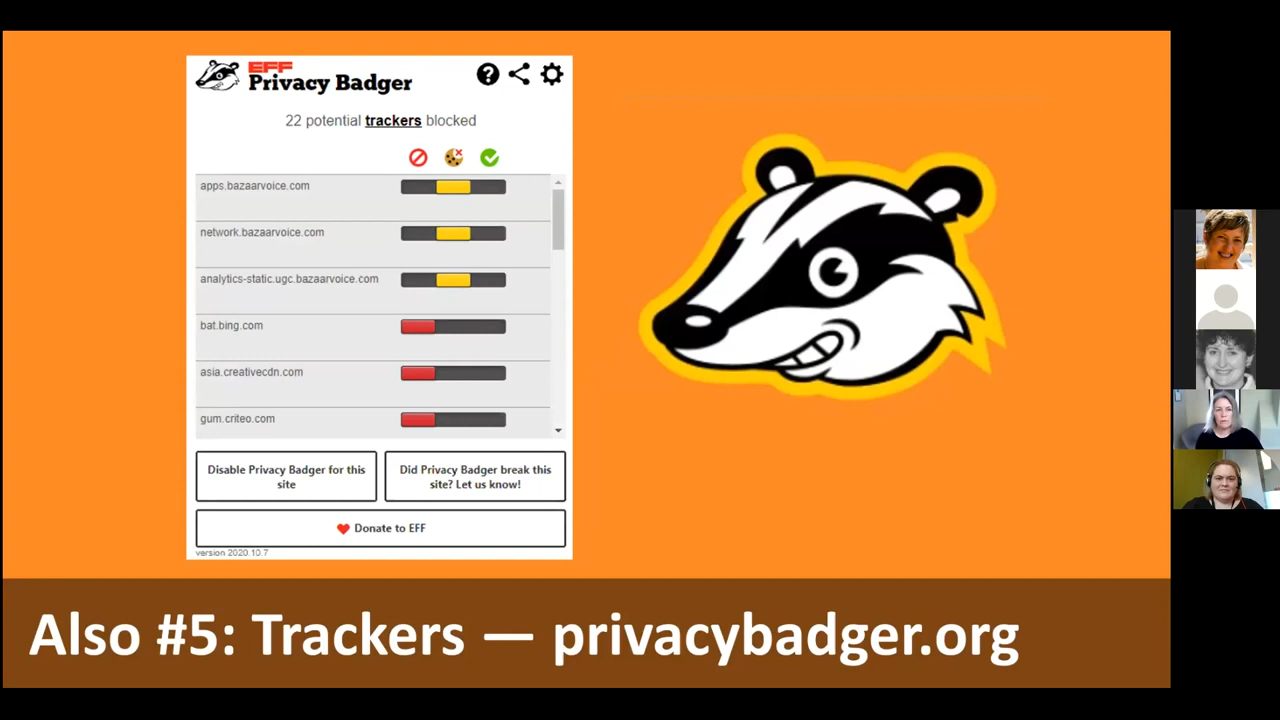 EFF
Privacy Badger
22 potential trackers blocked
apps.bazaarvoice.com
network.bazaarvoice.com
analytics-static.ugc.bazaarvoice.com
bat.bing.com
asia.creativecdn.com
gum.criteo.com
Disable Privacy Badger for this
site
Did Privacy Badger break this
site? Let us know!
Donate to EFF
version 2020.10.7
Also #5: Trackers — privacybadger.org